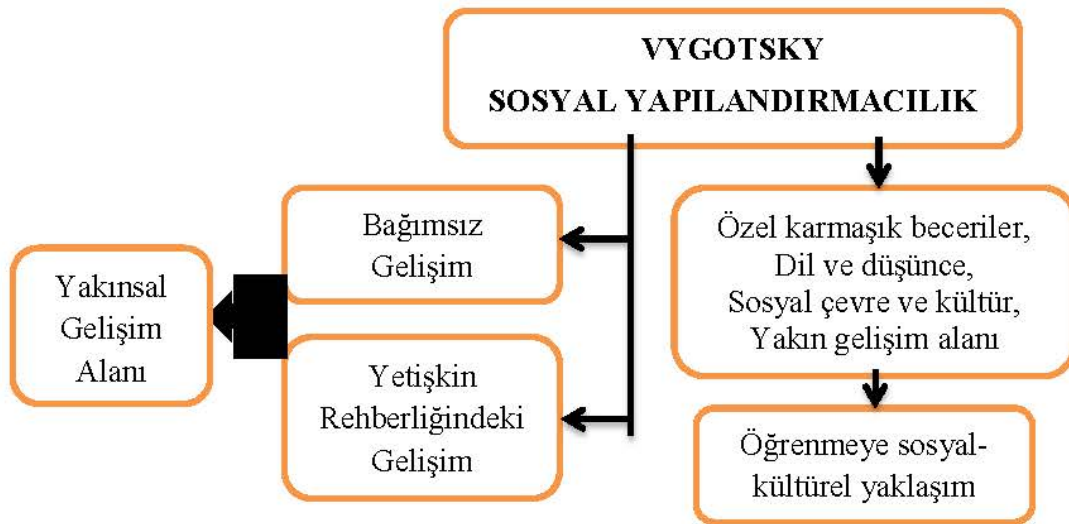 VYGOTSKY
SOSYAL YAPILANDIRMACILIK
Bağımsız
Gelişim
Yakınsal
Gelişim
Alanı
Yetişkin
Rehberliğindeki
Gelişim
Özel karmaşık beceriler,
Dil ve düşünce,
Sosyal çevre ve kültür,
Yakın gelişim alanı
Öğrenmeye sosyal-
kültürel yaklaşım